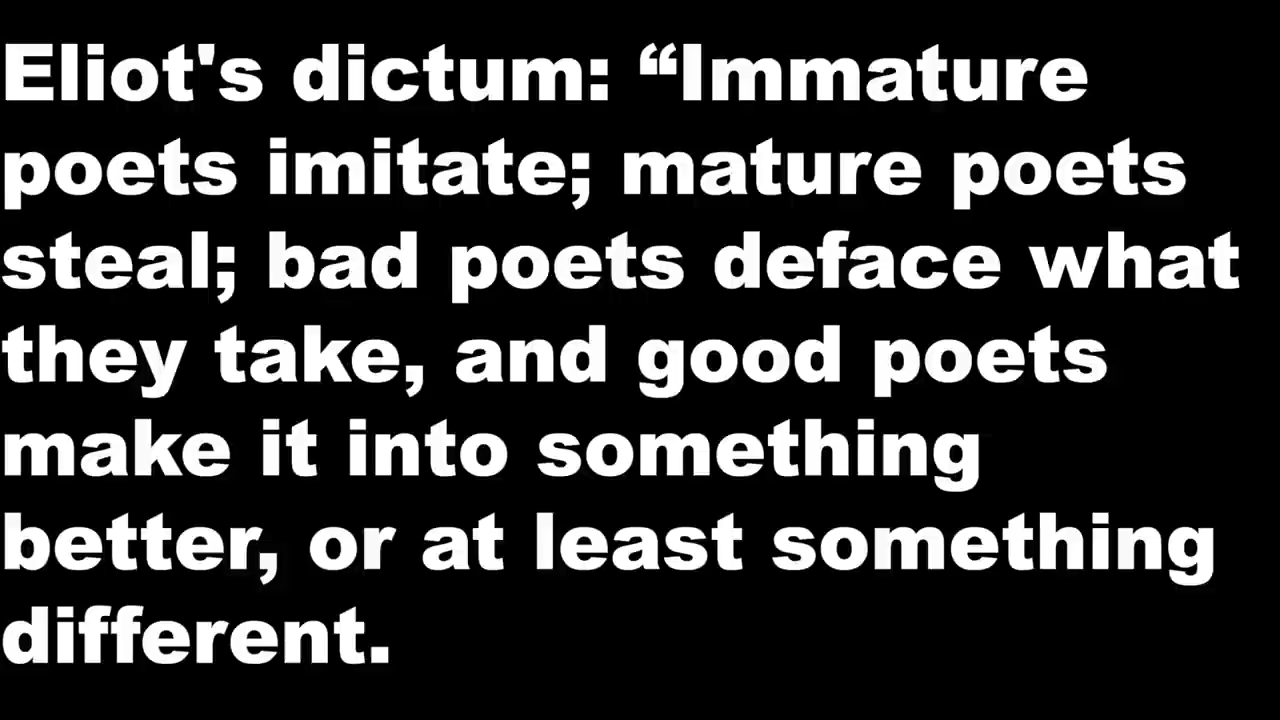 Eliot's dictum: “Immature
poets imitate; mature poets
steal; bad poets deface what
they take, and good poets
make it into something
better, or at least something
different.